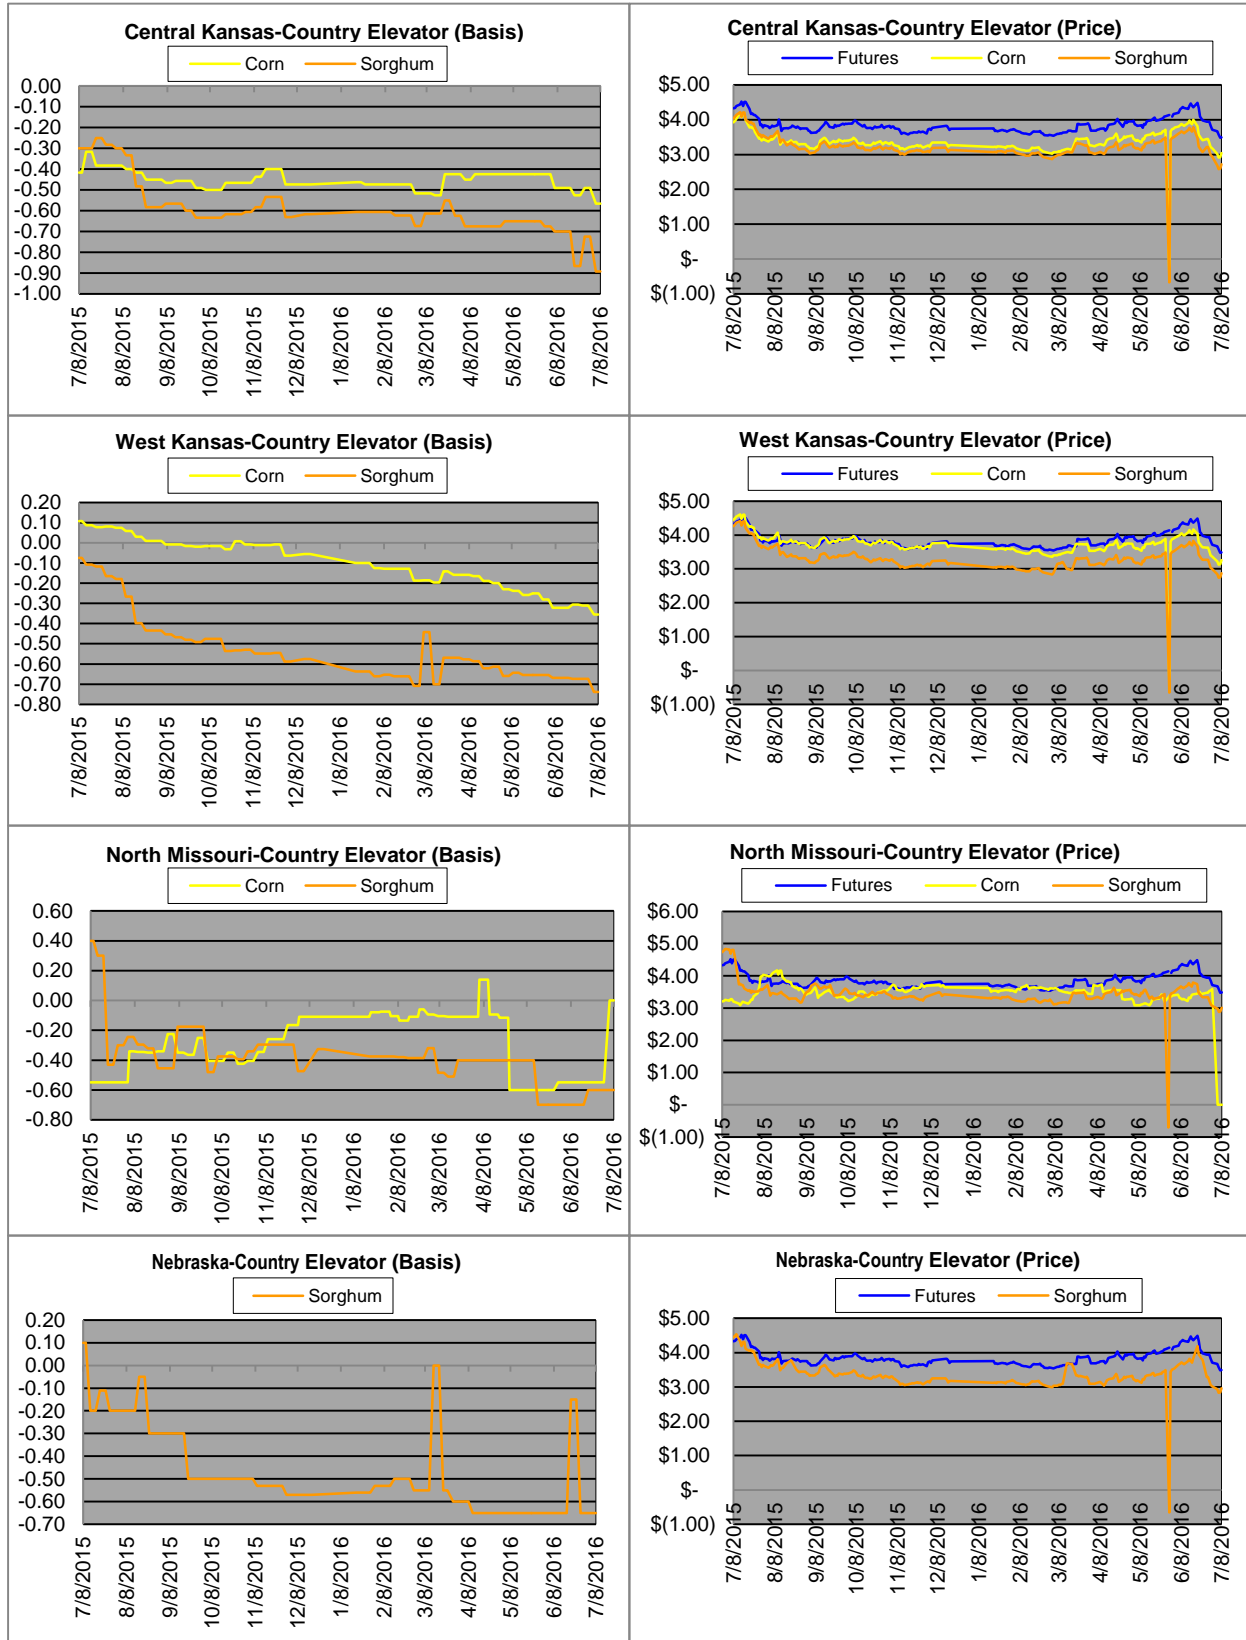 Central Kansas-Country Elevator (Basis)
Corn Sorghum
0.00
-0.10
-0.20
-0.30
-0.40
-0.50
-0.60
-0.70
-0.80
-0.90
-1.00
7/8/2015 8/8/2015 9/8/2015 10/8/2015 11/8/2015 12/8/2015 1/8/2016 2/8/2016 3/8/2016 4/8/2016 5/8/2016 6/8/2016 7/8/2016
Central Kansas-Country Elevator (Price)
Futures Corn Sorghum
$5.00
$4.00
$3.00
$2.00
$1.00
$-
$(1.00)
7/8/2015 8/8/2015 9/8/2015 10/8/2015 11/8/2015 12/8/2015 1/8/2016 2/8/2016 3/8/2016 4/8/2016 5/8/2016 6/8/2016 7/8/2016
West Kansas-Country Elevator (Basis)
Corn Sorghum
0.20
0.10
0.00
-0.10
-0.20
-0.30
-0.40
-0.50
-0.60
-0.70
-0.80
7/8/2015 8/8/2015 9/8/2015 10/8/2015 11/8/2015 12/8/2015 1/8/2016 2/8/2016 3/8/2016 4/8/2016 5/8/2016 6/8/2016 7/8/2016
West Kansas-Country Elevator (Price)
Futures Corn Sorghum
$5.00
$4.00
$3.00
$2.00
$1.00
$-
$(1.00)
7/8/2015 8/8/2015 9/8/2015 10/8/2015 11/8/2015 12/8/2015 1/8/2016 2/8/2016 3/8/2016 4/8/2016 5/8/2016 6/8/2016 7/8/2016
North Missouri-Country Elevator (Basis)
Corn Sorghum
0.60
0.40
0.20
0.00
-0.20
-0.40
-0.60
-0.80
7/8/2015 8/8/2015 9/8/2015 10/8/2015 11/8/2015 12/8/2015 1/8/2016 2/8/2016 3/8/2016 4/8/2016 5/8/2016 6/8/2016 7/8/2016
North Missouri-Country Elevator (Price)
Futures Corn Sorghum
$6.00
$5.00
$4.00
$3.00
$2.00
$1.00
$-
$(1.00)
7/8/2015 8/8/2015 9/8/2015 10/8/2015 11/8/2015 12/8/2015 1/8/2016 2/8/2016 3/8/2016 4/8/2016 5/8/2016 6/8/2016 7/8/2016
Nebraska-Country Elevator (Basis)
Sorghum
0.20
0.10
0.00
-0.10
-0.20
-0.30
-0.40
-0.50
-0.60
-0.70
7/8/2015 8/8/2015 9/8/2015 10/8/2015 11/8/2015 12/8/2015 1/8/2016 2/8/2016 3/8/2016 4/8/2016 5/8/2016 6/8/2016 7/8/2016
Nebraska-Country Elevator (Price)
Futures Sorghum
$5.00
$4.00
$3.00
$2.00
$1.00
$-
$(1.00)
7/8/2015 8/8/2015 9/8/2015 10/8/2015 11/8/2015 12/8/2015 1/8/2016 2/8/2016 3/8/2016 4/8/2016 5/8/2016 6/8/2016 7/8/2016